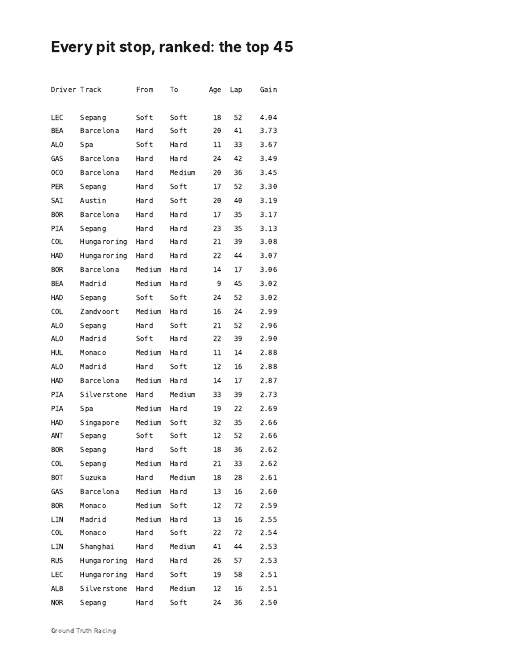 Every pit stop, ranked: the top 45
Driver Track From To Age Lap Gain
LEC Sepang Soft Soft 18 52 4.04
BEA Barcelona Hard Soft 20 41 3.73
ALO Spa Soft Hard 11 33 3.67
GAS Barcelona Hard Hard 24 42 3.49
OCO Barcelona Hard Medium 20 36 3.45
PER Sepang Hard Soft 17 52 3.30
SAI Austin Hard Soft 20 40 3.19
BOR Barcelona Hard Hard 17 35 3.17
PIA Sepang Hard Hard 23 35 3.13
COL Hungaroring Hard Hard 21 39 3.08
HAD Hungaroring Hard Hard 22 44 3.07
BOR Barcelona Medium Hard 14 17 3.06
BEA Madrid Medium Hard 9 45 3.02
HAD Sepang Soft Soft 24 52 3.02
COL Zandvoort Medium Hard 16 24 2.99
ALO Sepang Hard Soft 21 52 2.96
ALO Madrid Soft Hard 22 39 2.90
HUL Monaco Medium Hard 11 14 2.88
ALO Madrid Hard Soft 12 16 2.88
HAD Barcelona Medium Hard 14 17 2.87
PIA Silverstone Hard Medium 33 39 2.73
PIA Spa Medium Hard 19 22 2.69
HAD Singapore Medium Soft 32 35 2.66
ANT Sepang Soft Soft 12 52 2.66
BOR Sepang Hard Soft 18 36 2.62
COL Sepang Medium Hard 21 33 2.62
BOT Suzuka Hard Medium 18 28 2.61
GAS Barcelona Medium Hard 13 16 2.60
BOR Monaco Medium Soft 12 72 2.59
LIN Madrid Medium Hard 13 16 2.55
COL Monaco Hard Soft 22 72 2.54
LIN Shanghai Hard Medium 41 44 2.53
RUS Hungaroring Hard Hard 26 57 2.53
LEC Hungaroring Hard Soft 19 58 2.51
ALB Silverstone Hard Medium 12 16 2.51
NOR Sepang Hard Soft 24 36 2.50
Ground Truth Racing